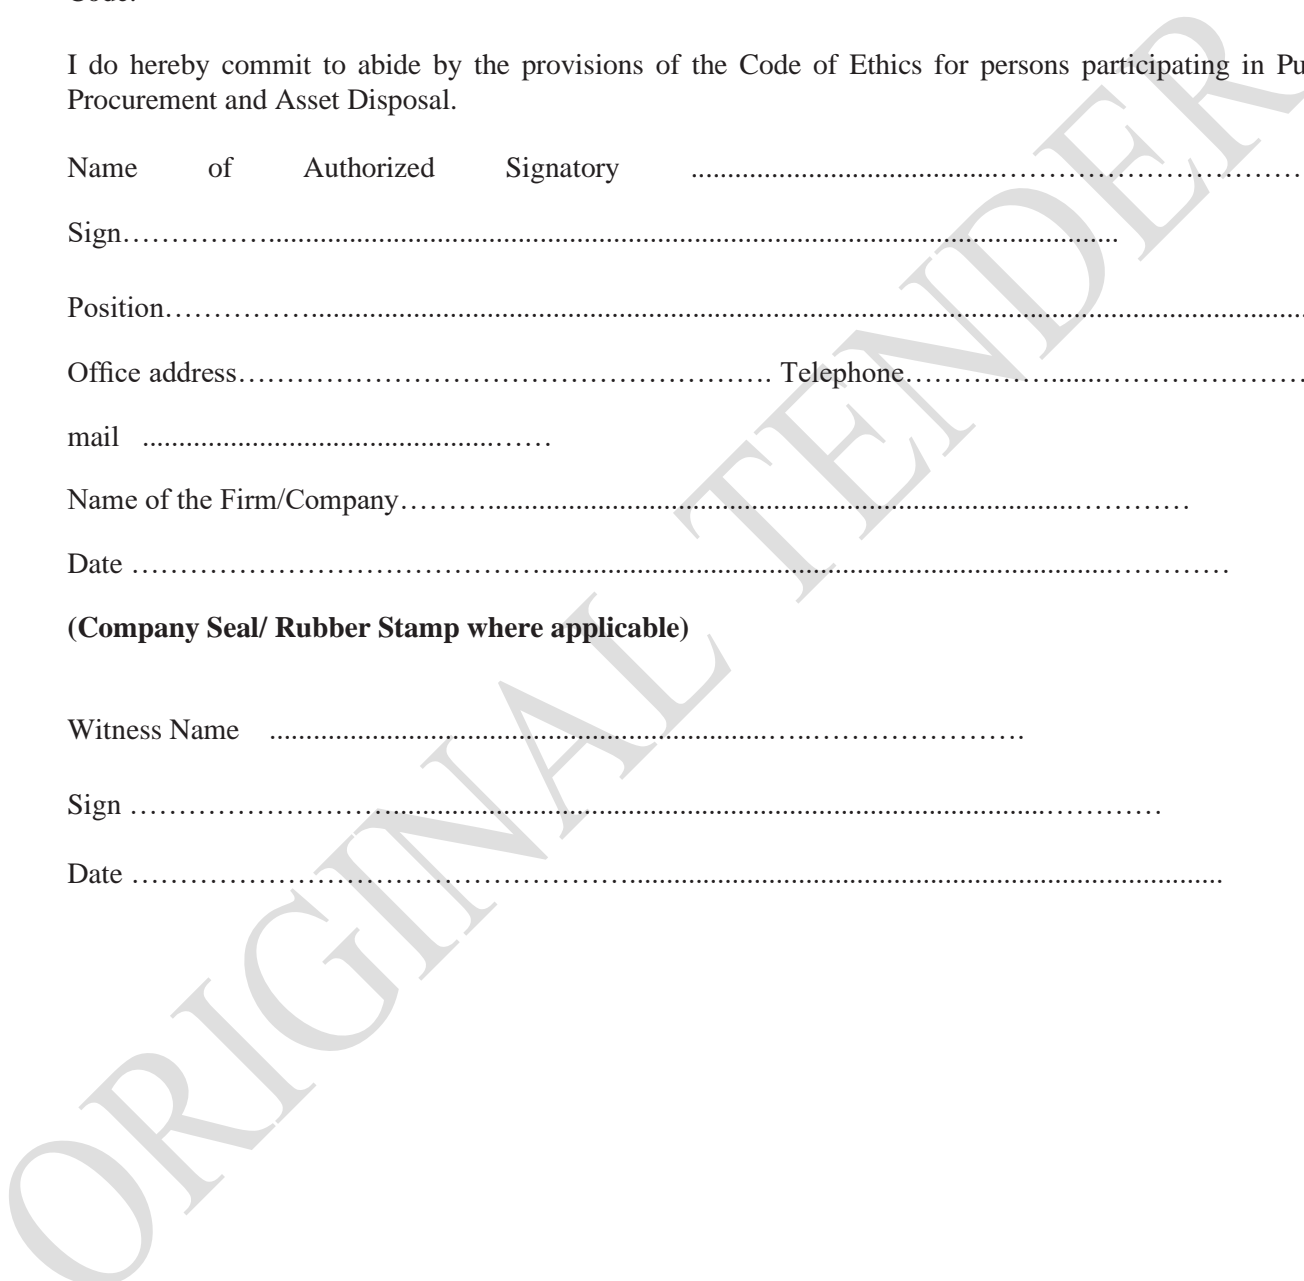 I do hereby commit to abide by the provisions of the Code of Ethics for persons participating in
Procurement and Asset Disposal.
Name of Authorized Signatory ..........................................………………………………
Sign……………....................................................................................................................
Position……………........................................................................................................................................
Office address………………………………………………. Telephone……………......……………………
mail ................................................……
Name of the Firm/Company………................................................................................…………
Date ……………………………………..............................................................................…………
(Company Seal/ Rubber Stamp where applicable)
Witness Name ....................................................................…..………………….
Sign ………………………..........................................................................................…………
Date ……………………………………………..................................................................................
ORIGINAL TENDER